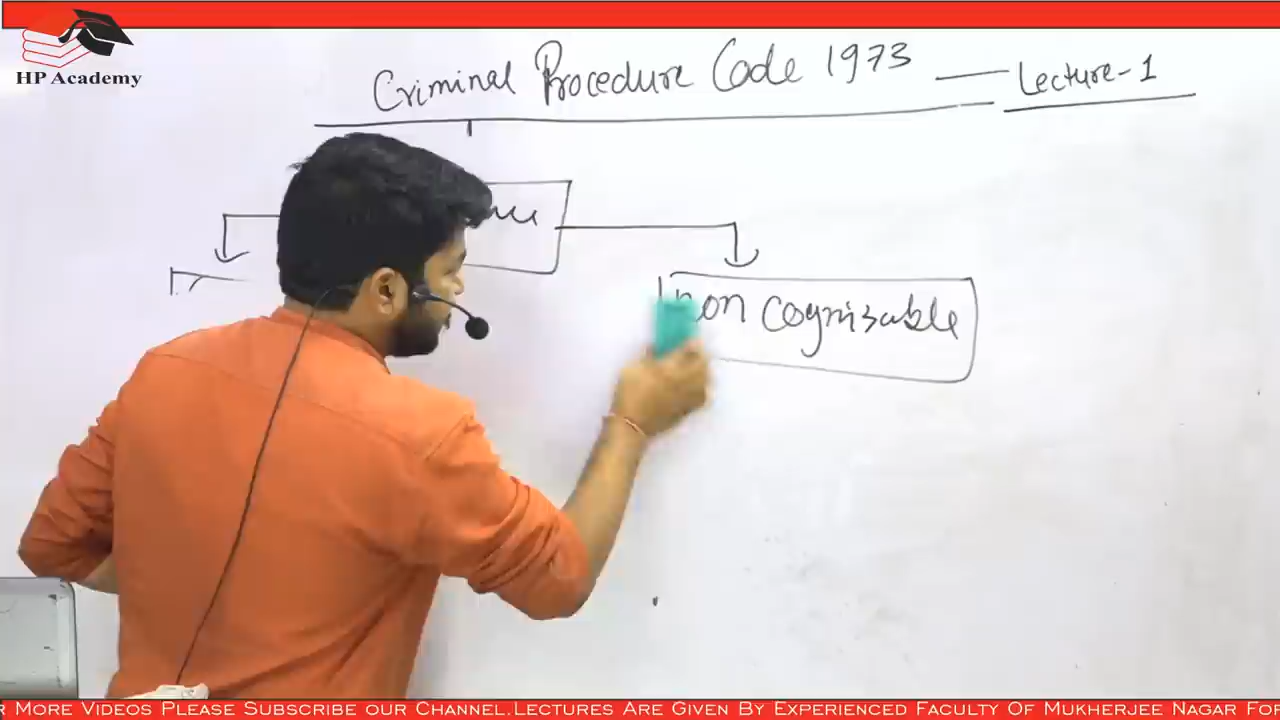 HP Academy
Criminal Procedure Code 1973 — Lecture-1
non cognisable
r More Videos Please Subscribe our Channel.Lectures Are Given By Experienced Faculty Of Mukherjee Nagar For